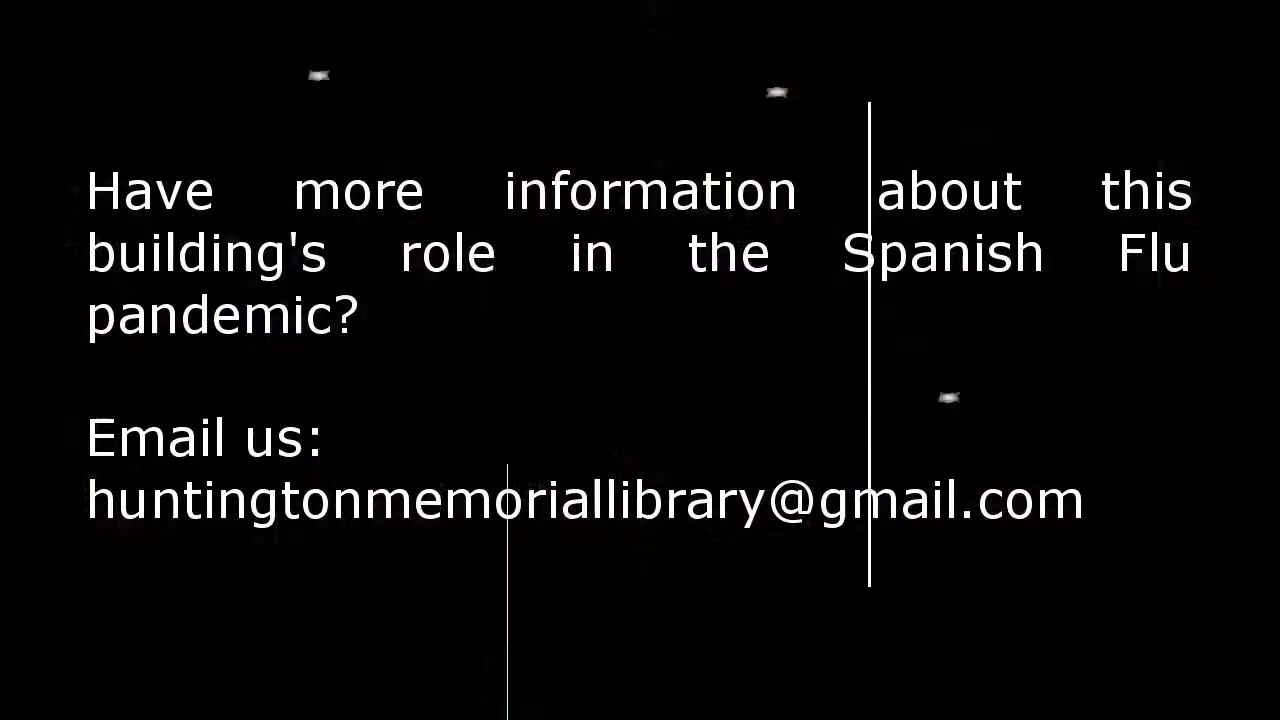 Have more information about this
building's role in the Spanish Flu
pandemic?
Email us:
huntingtonmemoriallibrary@gmail.com